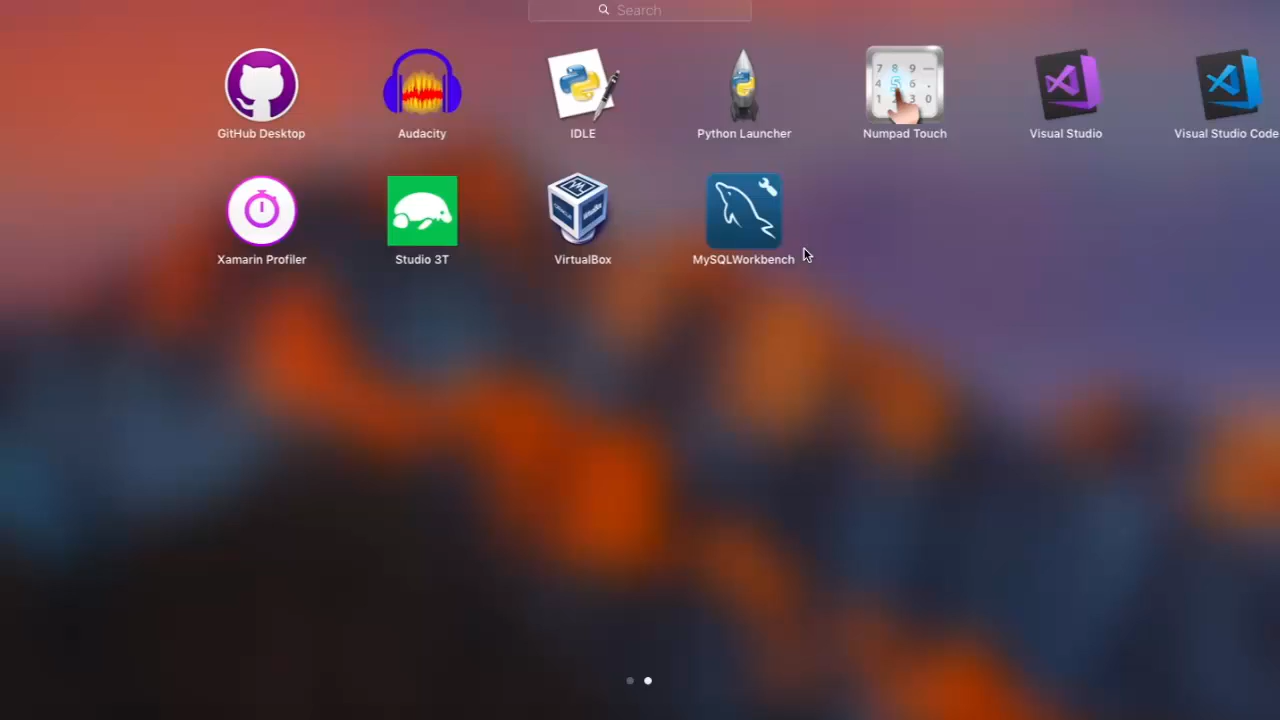 Search
GitHub Desktop
Audacity
IDLE
Python Launcher
Numpad Touch
Visual Studio
Visual Studio Code
Xamarin Profiler
Studio 3T
VirtualBox
MySQLWorkbench